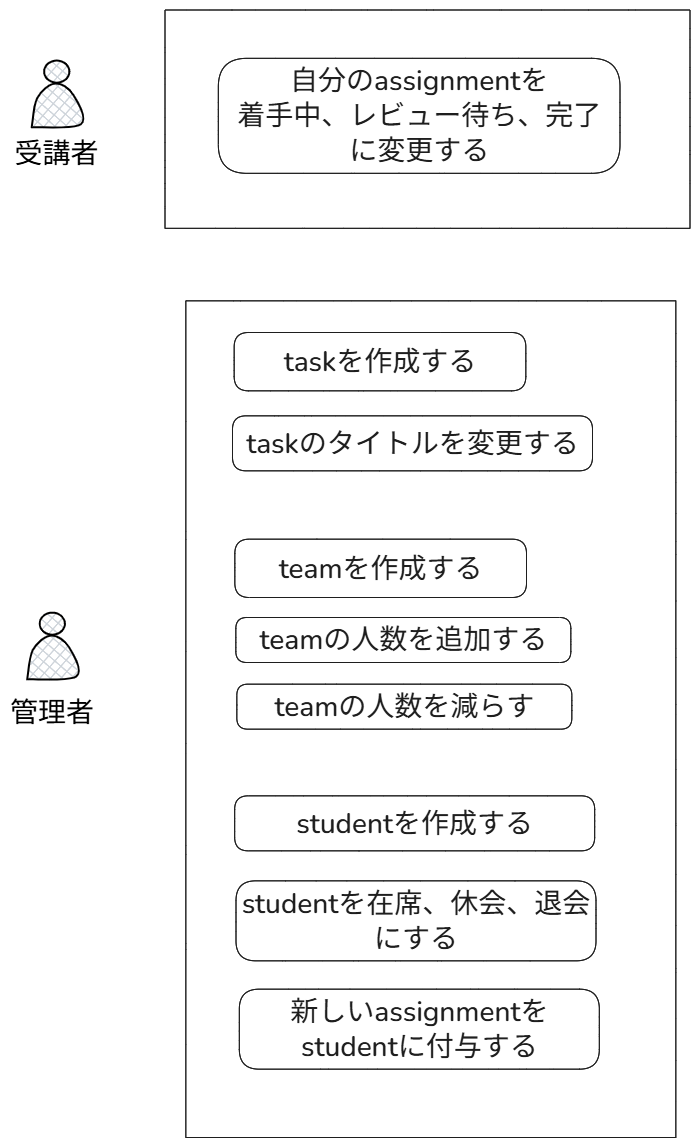 自分のassignmentを
着手中、レビュー待ち、完了
に変更する
受講者
taskを作成する
taskのタイトルを変更する
teamを作成する
teamの人数を追加する
teamの人数を減らす
管理者
studentを作成する
studentを在席、休会、退会
にする
新しいassignmentを
studentに付与する